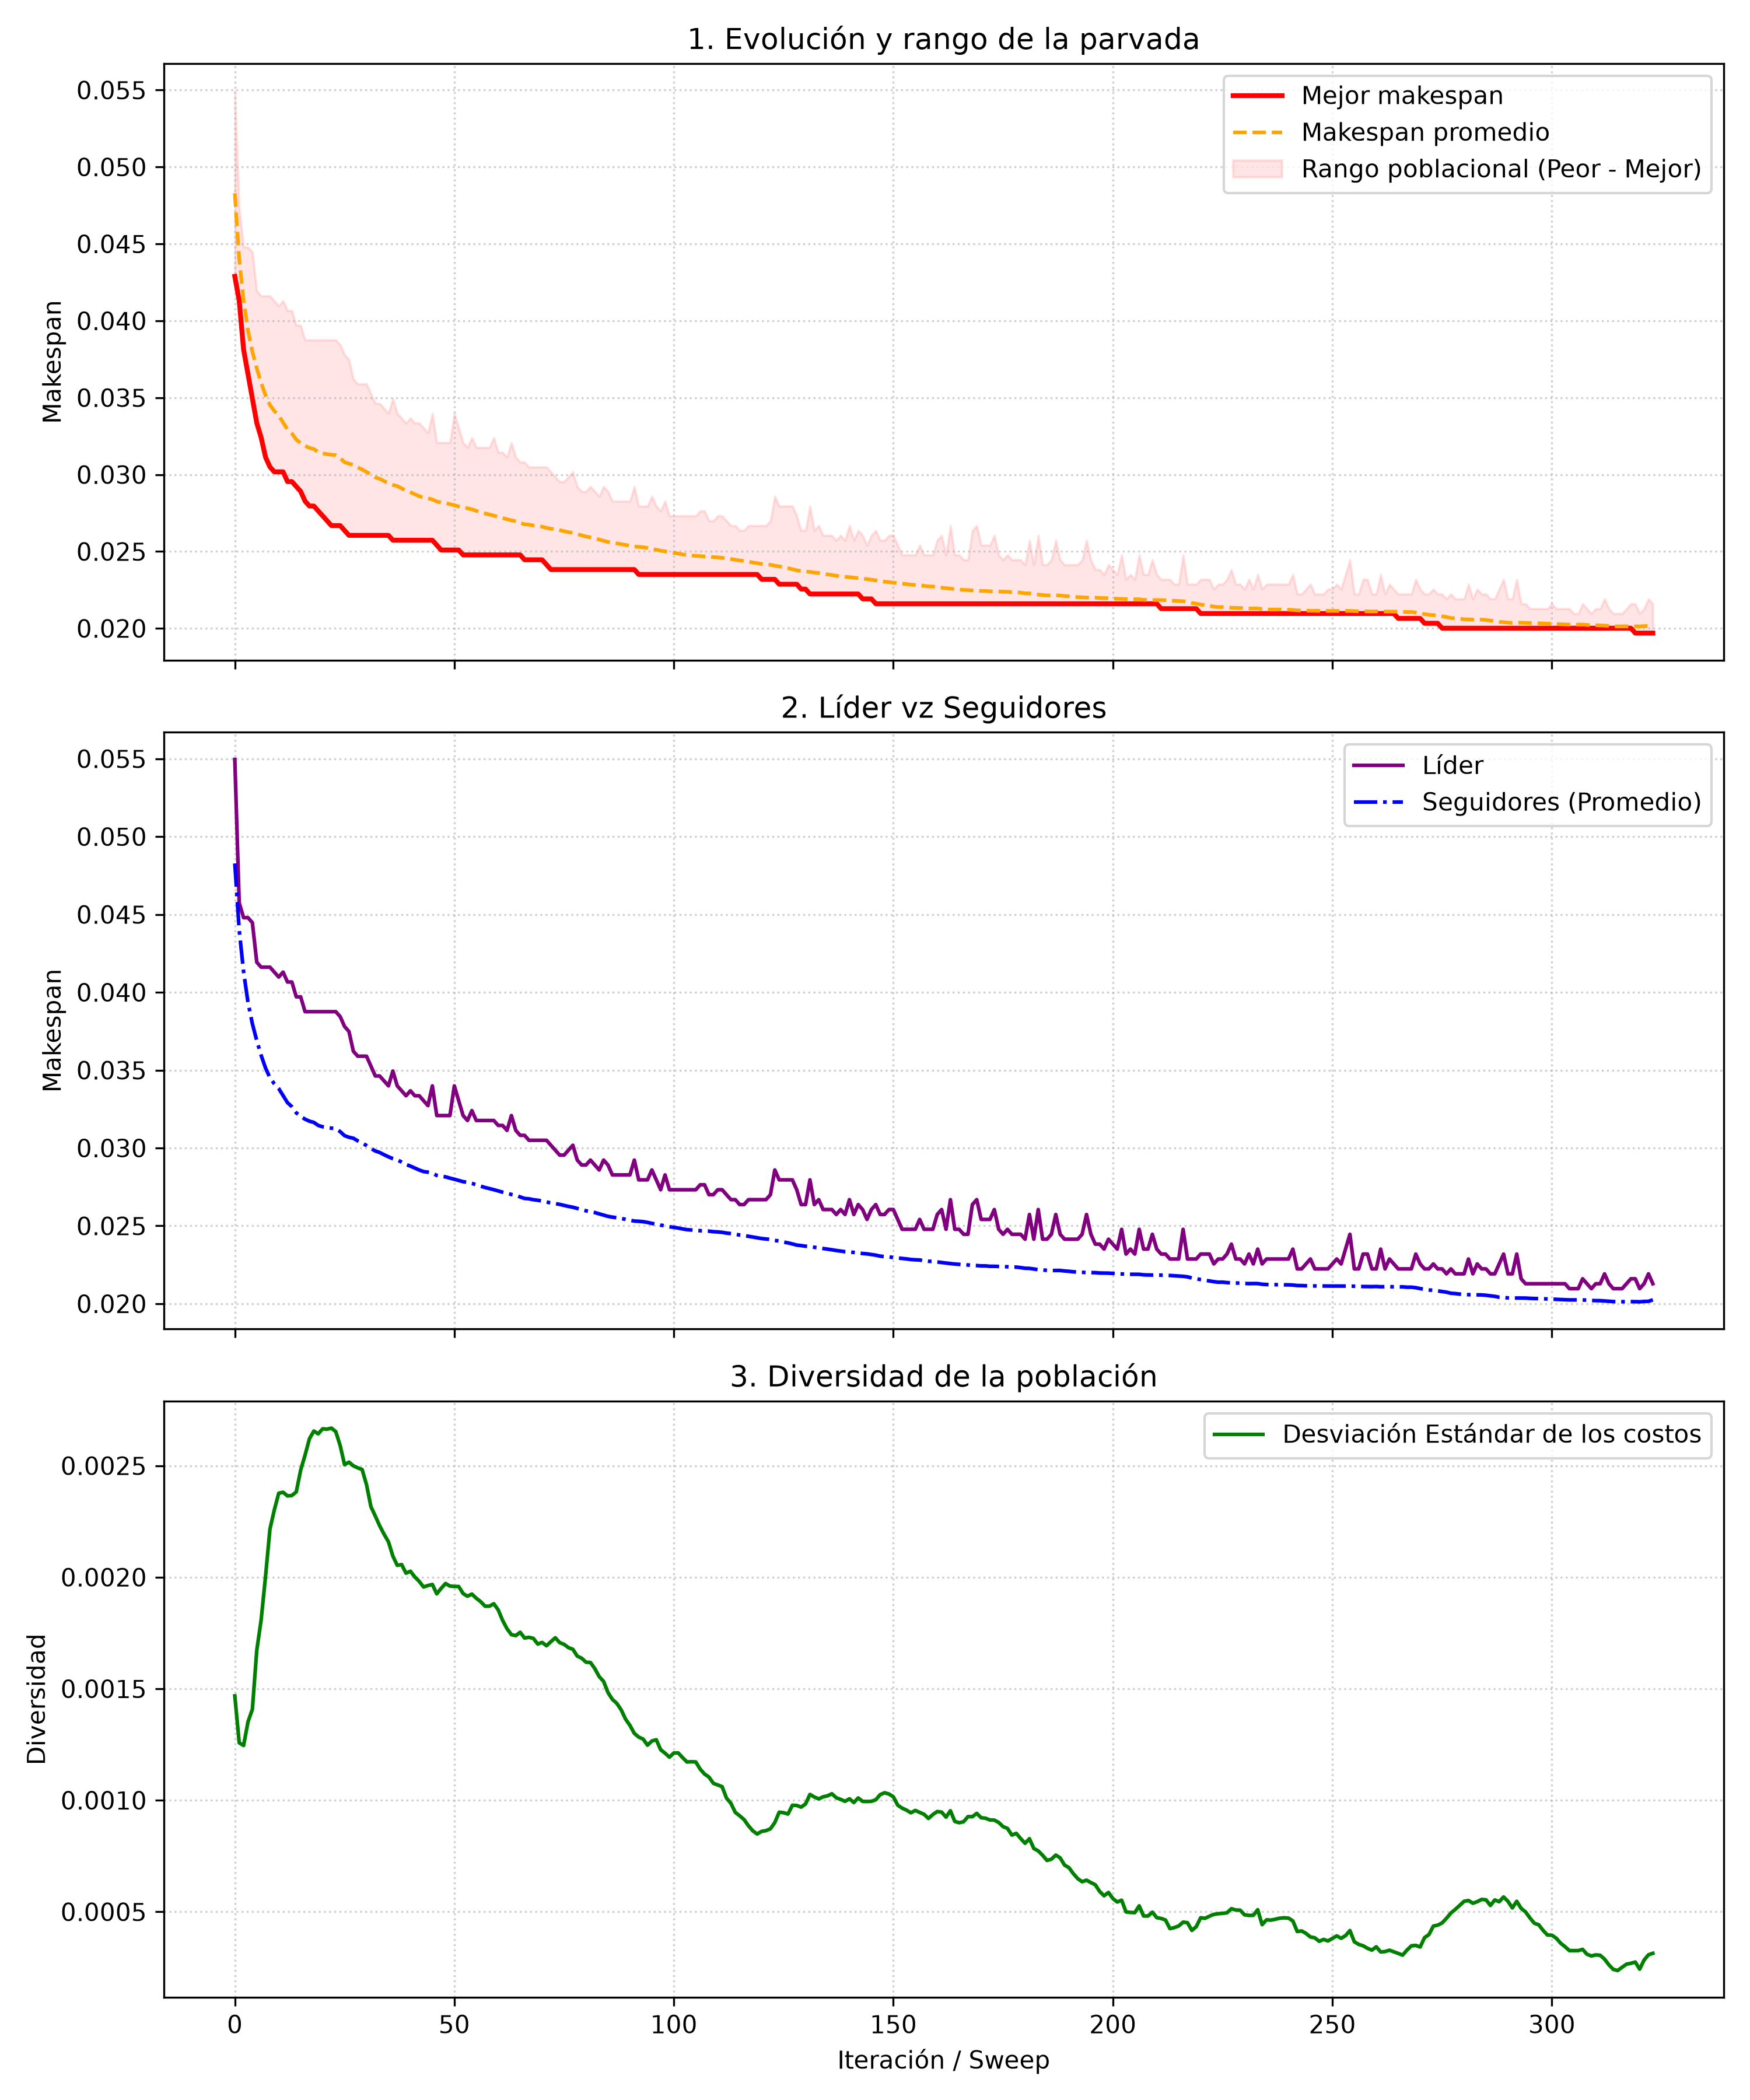 1. Evolución y rango de la parvada
Mejor makespan
Makespan promedio
Rango poblacional (Peor - Mejor)
Makespan
0.055
0.050
0.045
0.040
0.035
0.030
0.025
0.020
2. Líder vz Seguidores
Líder
Seguidores (Promedio)
Makespan
0.055
0.050
0.045
0.040
0.035
0.030
0.025
0.020
3. Diversidad de la población
Desviación Estándar de los costos
Diversidad
0.0025
0.0020
0.0015
0.0010
0.0005
0 50 100 150 200 250 300
Iteración / Sweep